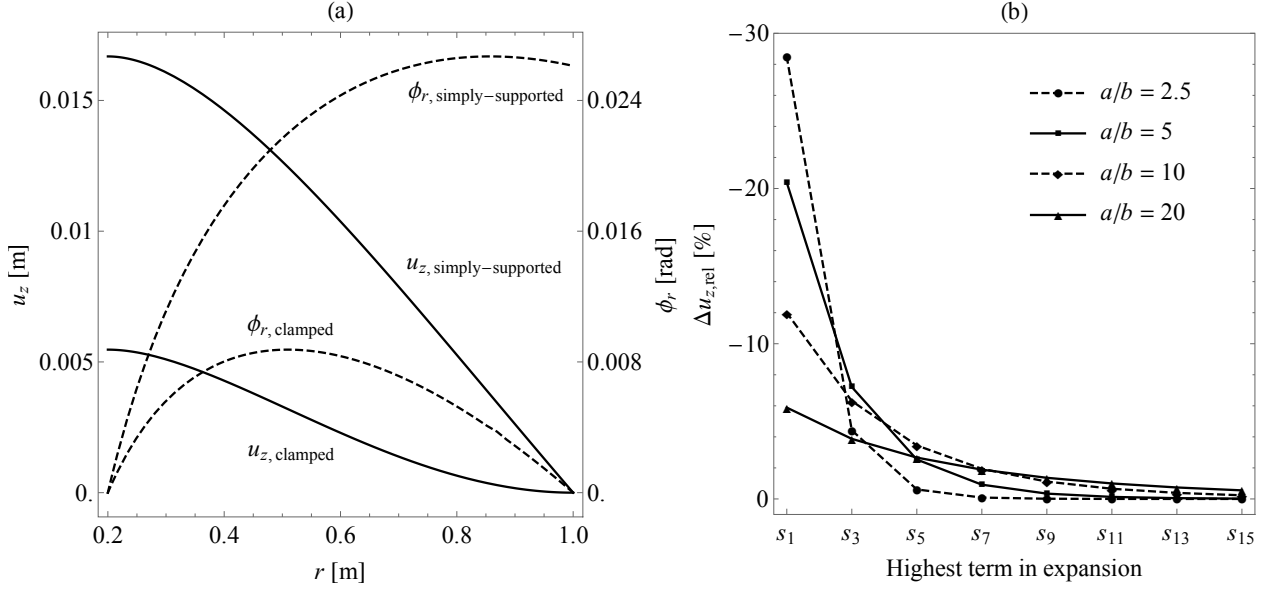 (a)
0.015
0.01
0.005
0.
u_z [m]
0.2
0.4
0.6
0.8
1.0
r [m]
0.024
0.016
0.008
0.
ϕ_r [rad]
ϕ_r, simply−supported
u_z, simply−supported
ϕ_r, clamped
u_z, clamped
(b)
−30
−20
−10
0
Δu_z,rel [%]
s_1
s_3
s_5
s_7
s_9
s_11
s_13
s_15
Highest term in expansion
a/b = 2.5
a/b = 5
a/b = 10
a/b = 20